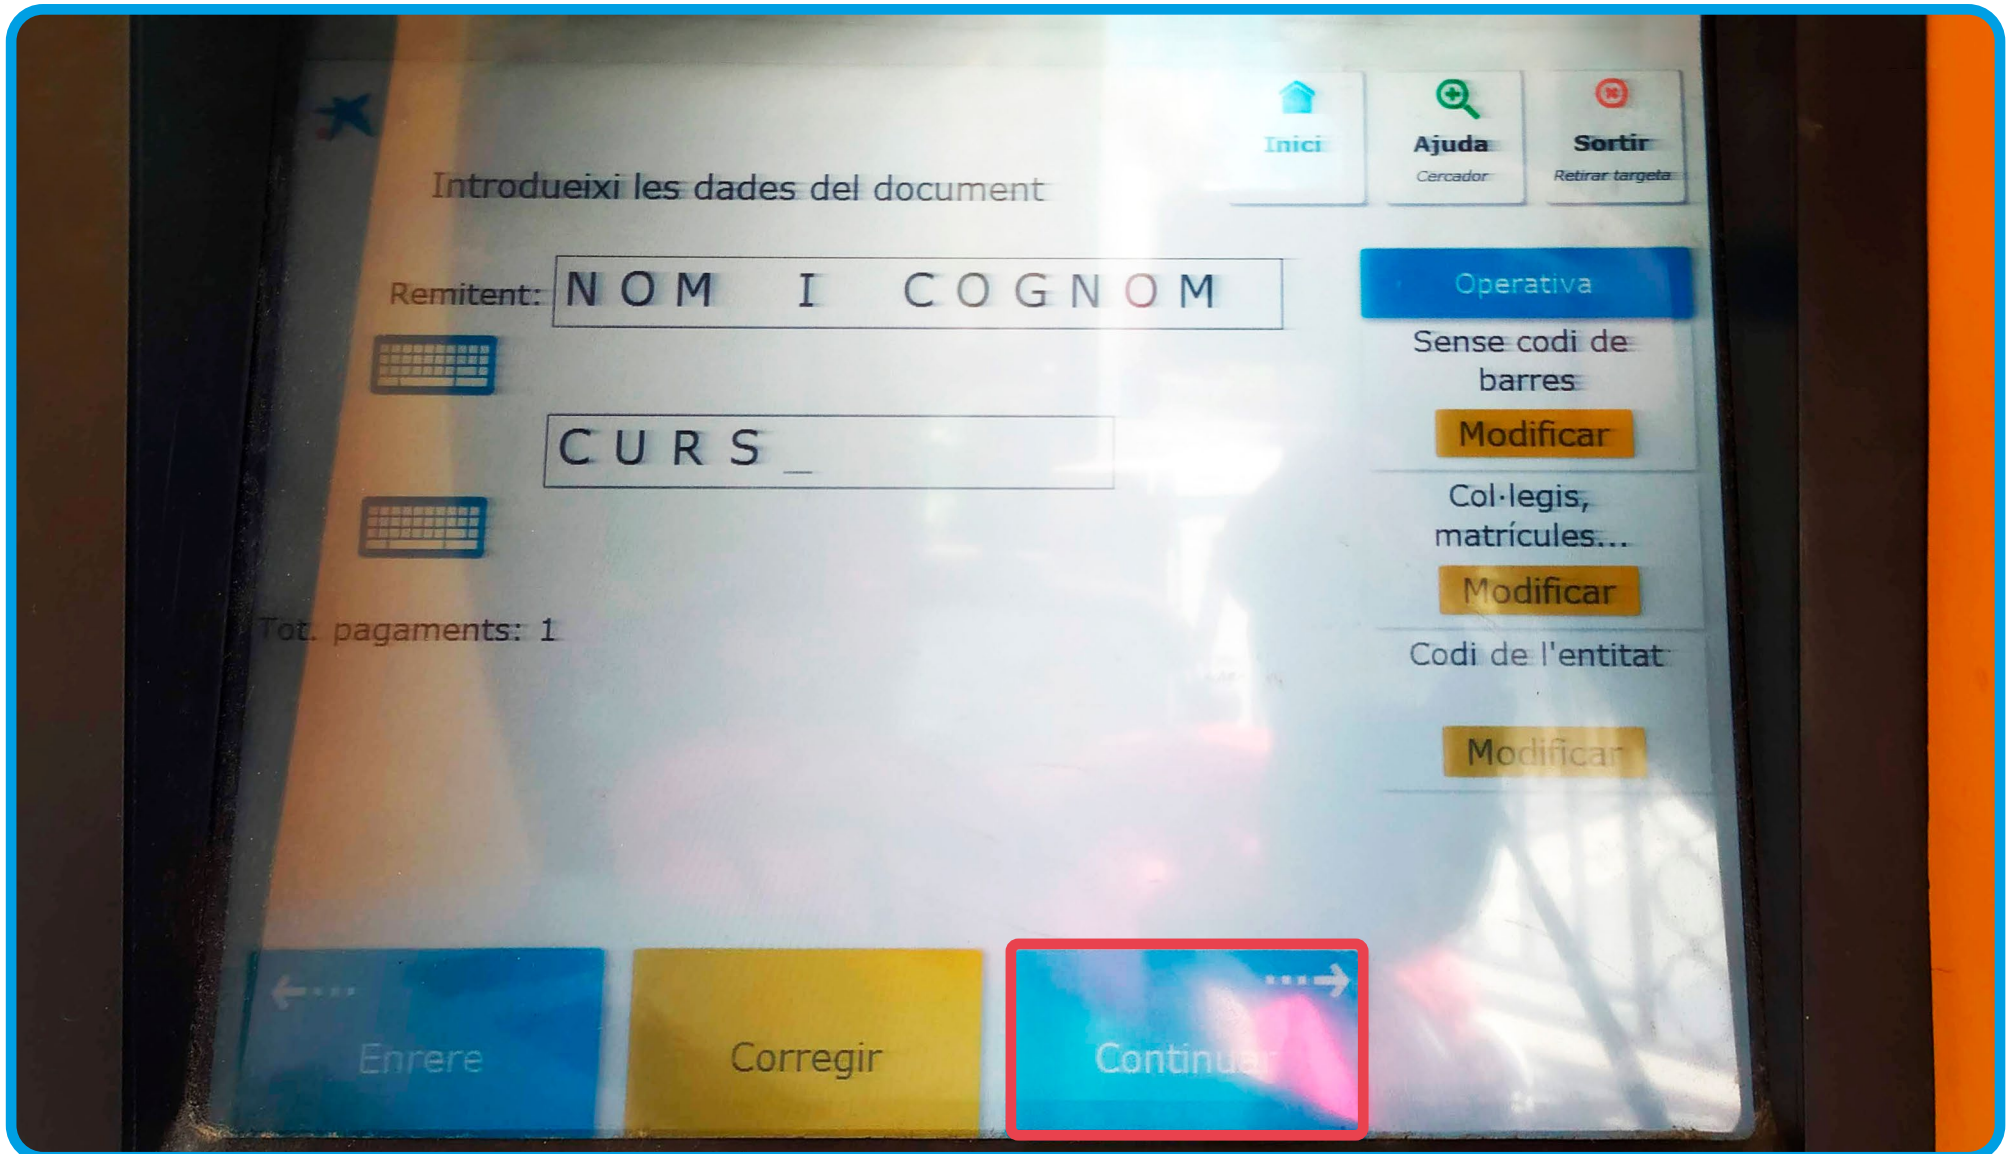 Inici
Ajuda
Cercador
Sortir
Retirar targeta
Introdueixi les dades del document
Remitent: NOM I COGNOM
CURS_
Tot. pagaments: 1
Operativa
Sense codi de
barres
Modificar
Col·legis,
matrícules...
Modificar
Codi de l'entitat
Modificar
Enrere
Corregir
Continuar